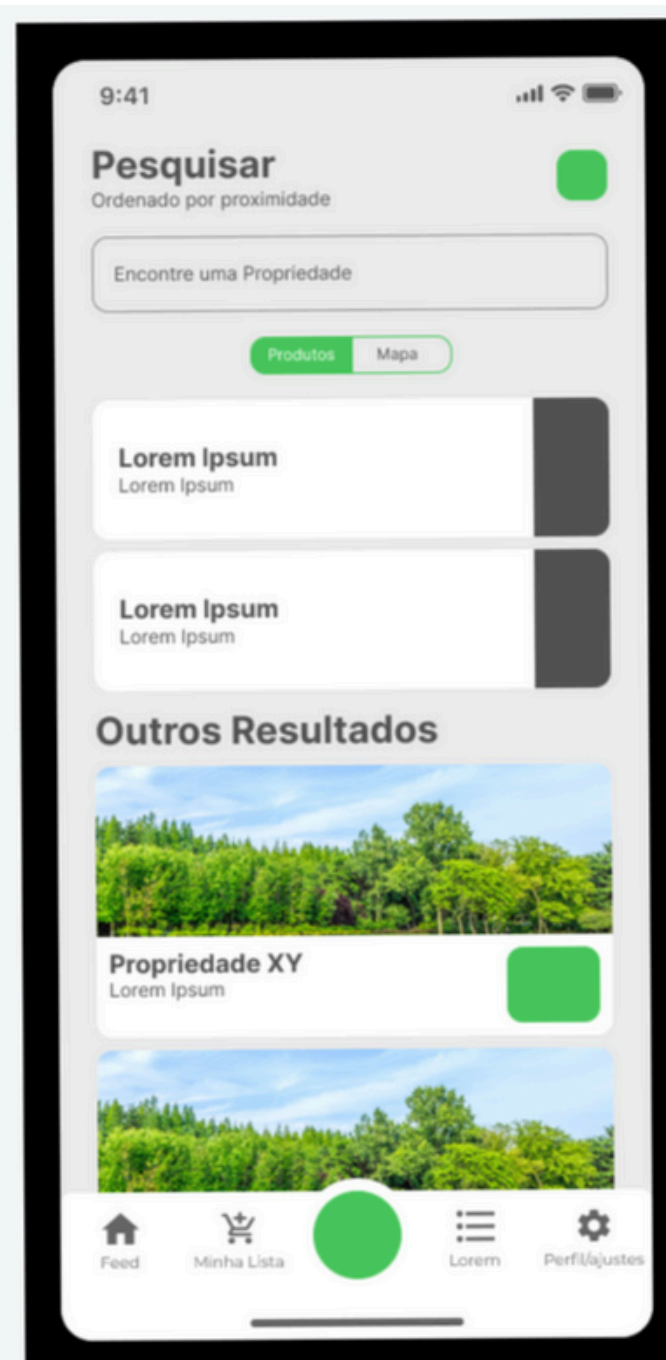 9:41
Pesquisar
Ordenado por proximidade
Encontre uma Propriedade
Produtos Mapa
Lorem Ipsum
Lorem Ipsum
Lorem Ipsum
Lorem Ipsum
Outros Resultados
Propriedade XY
Lorem Ipsum
Feed Minha Lista Lorem Perfil/ajustes